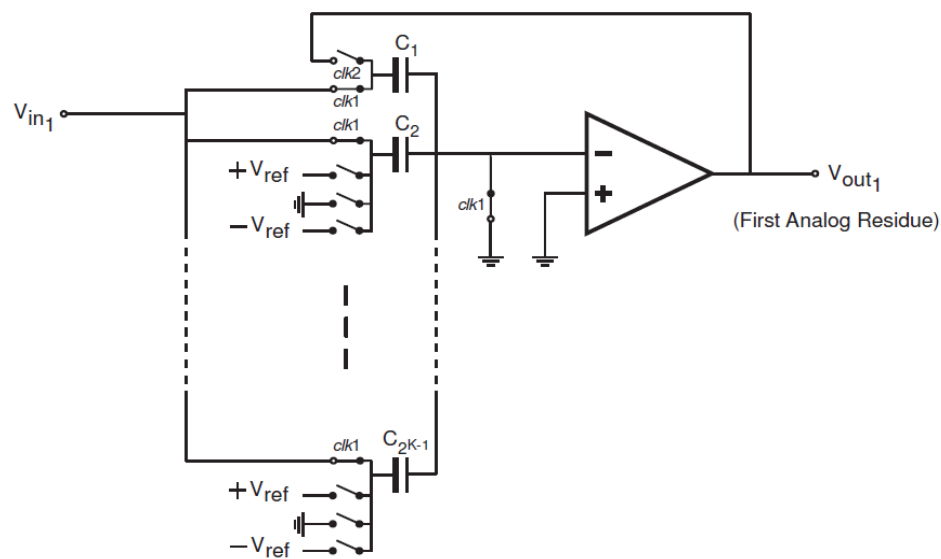 C1
clk2
clk1
Vin1
clk1
C2
+Vref
−Vref
clk1
−
+
Vout1
(First Analog Residue)
clk1
C2K-1
+Vref
−Vref